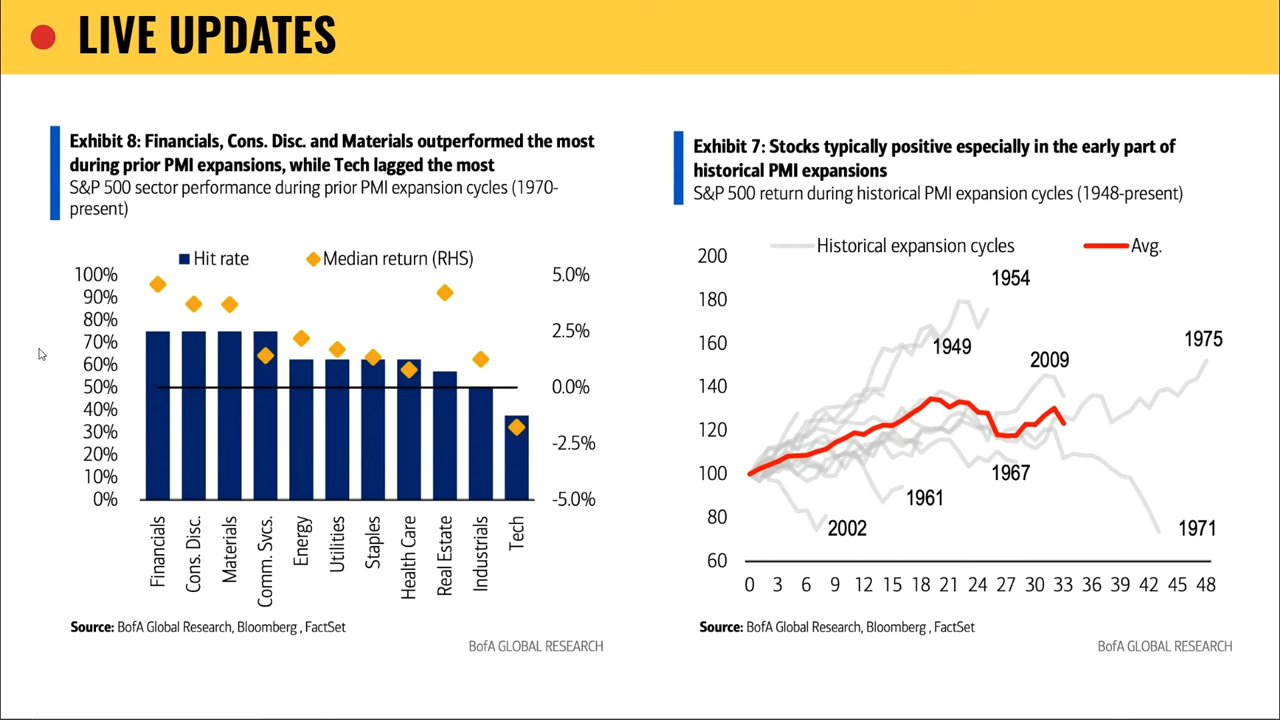 LIVE UPDATES
Exhibit 8: Financials, Cons. Disc. and Materials outperformed the most
during prior PMI expansions, while Tech lagged the most
S&P 500 sector performance during prior PMI expansion cycles (1970-
present)
Hit rate
Median return (RHS)
100%
90%
80%
70%
60%
50%
40%
30%
20%
10%
0%
5.0%
2.5%
0.0%
-2.5%
-5.0%
Financials
Cons. Disc.
Materials
Comm. Svcs.
Energy
Utilities
Staples
Health Care
Real Estate
Industrials
Tech
Source: BofA Global Research, Bloomberg , FactSet
BofA GLOBAL RESEARCH
Exhibit 7: Stocks typically positive especially in the early part of
historical PMI expansions
S&P 500 return during historical PMI expansion cycles (1948-present)
Historical expansion cycles
Avg.
200
180
160
140
120
100
80
60
1954
1949
2009
1975
1967
1961
2002
1971
0 3 6 9 12 15 18 21 24 27 30 33 36 39 42 45 48
Source: BofA Global Research, Bloomberg , FactSet
BofA GLOBAL RESEARCH